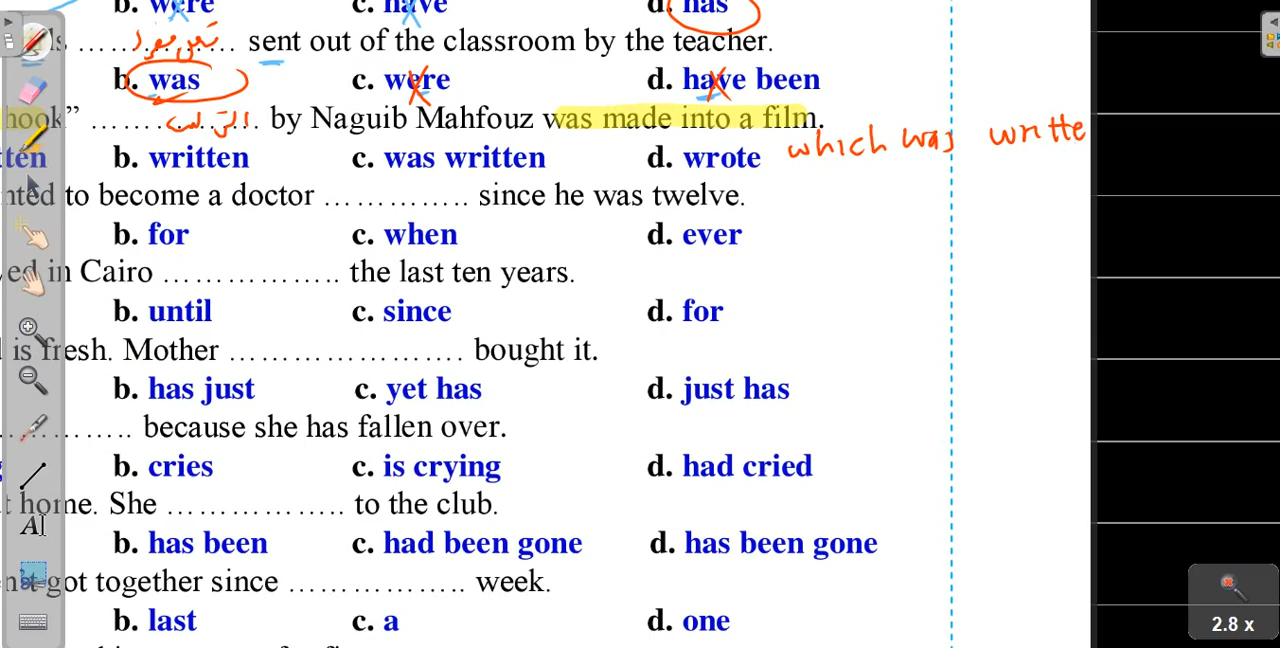 b. were c. have d. has
………… sent out of the classroom by the teacher.
b. was c. were d. have been
hook” ……………. by Naguib Mahfouz was made into a film.
which was writte
tten b. written c. was written d. wrote
nted to become a doctor ………….. since he was twelve.
b. for c. when d. ever
ed in Cairo …………….. the last ten years.
b. until c. since d. for
is fresh. Mother …………………. bought it.
b. has just c. yet has d. just has
………….. because she has fallen over.
b. cries c. is crying d. had cried
t home. She …………….. to the club.
b. has been c. had been gone d. has been gone
n’t got together since …………….. week.
b. last c. a d. one
2.8 x